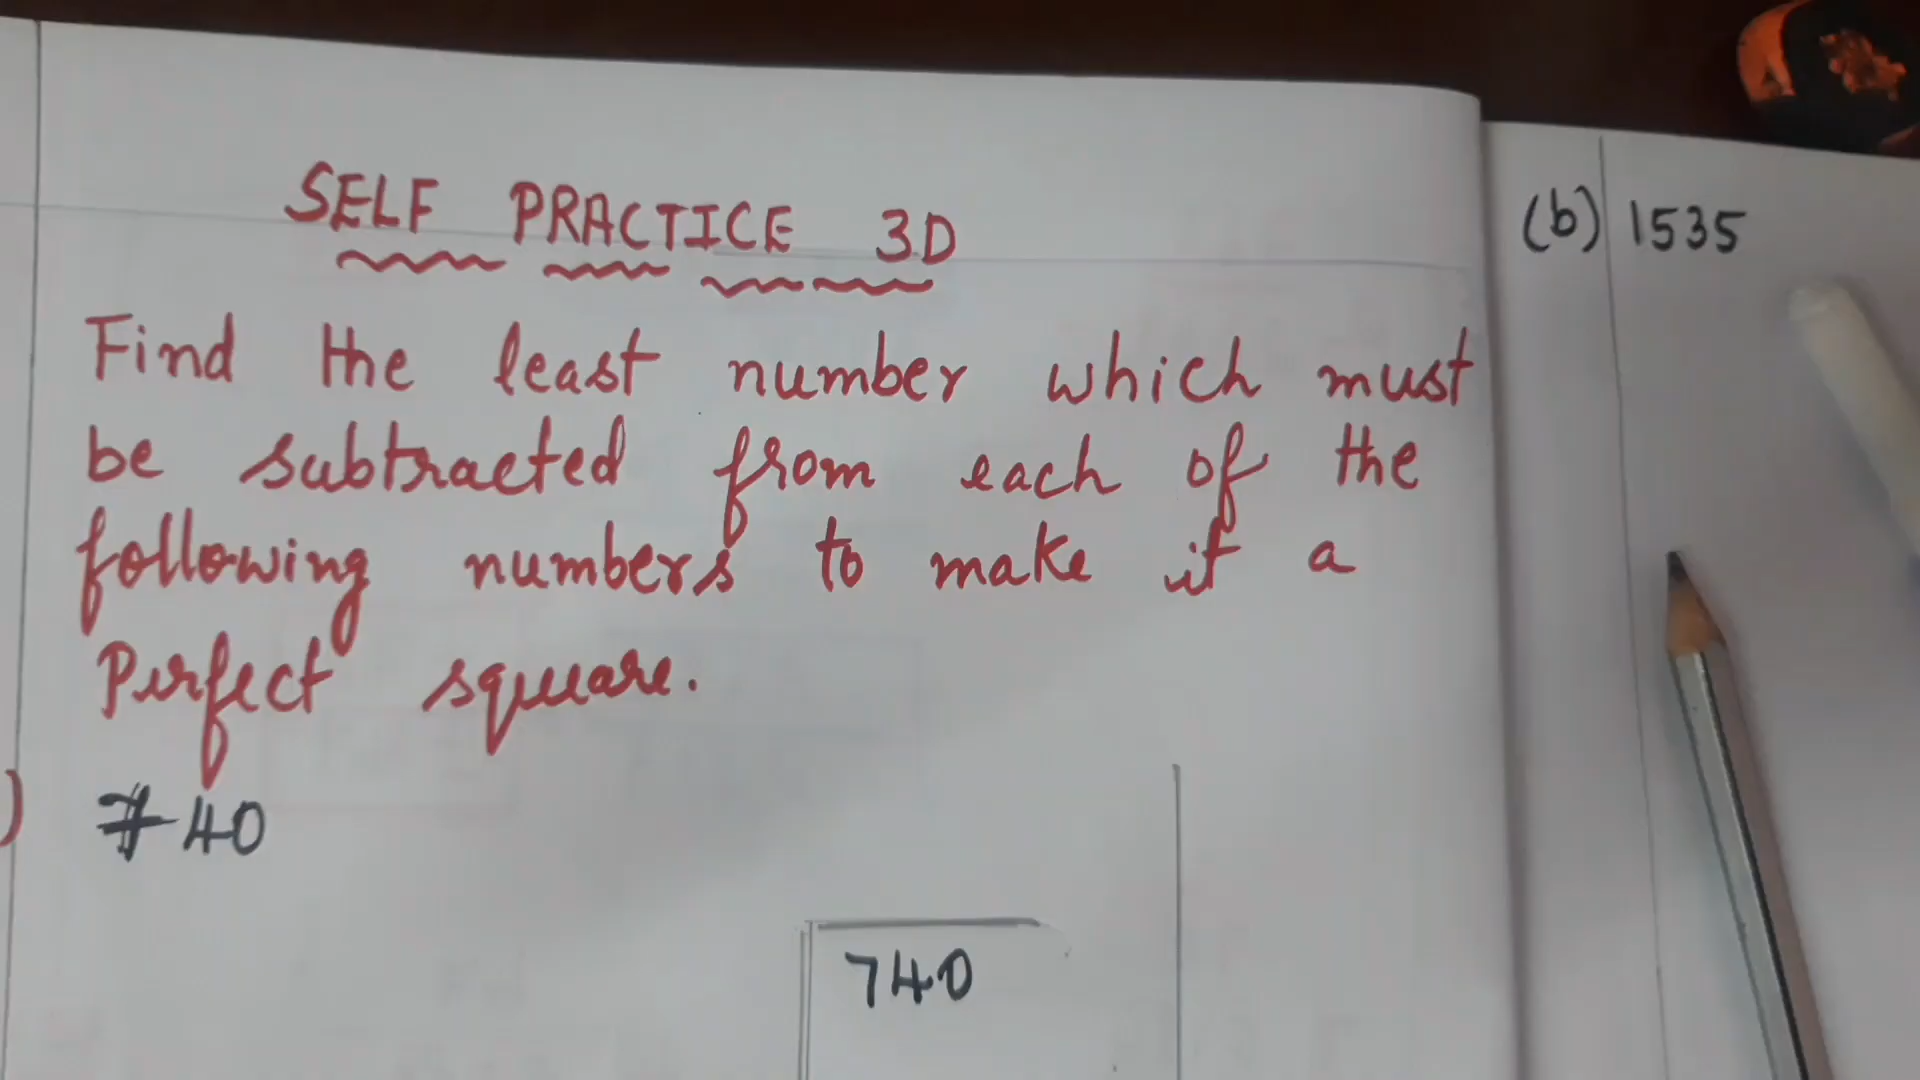 SELF PRACTICE 3D
Find the least number which must
be subtracted from each of the
following numbers to make it a
Perfect square.
) 740
740
(b) 1535